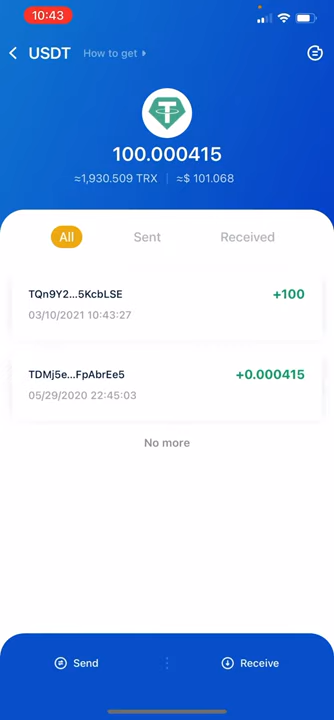 10:43
USDT How to get
100.000415
≈1,930.509 TRX ≈$ 101.068
All Sent Received
TQn9Y2...5KcbLSE +100
03/10/2021 10:43:27
TDMj5e...FpAbrEe5 +0.000415
05/29/2020 22:45:03
No more
Send Receive